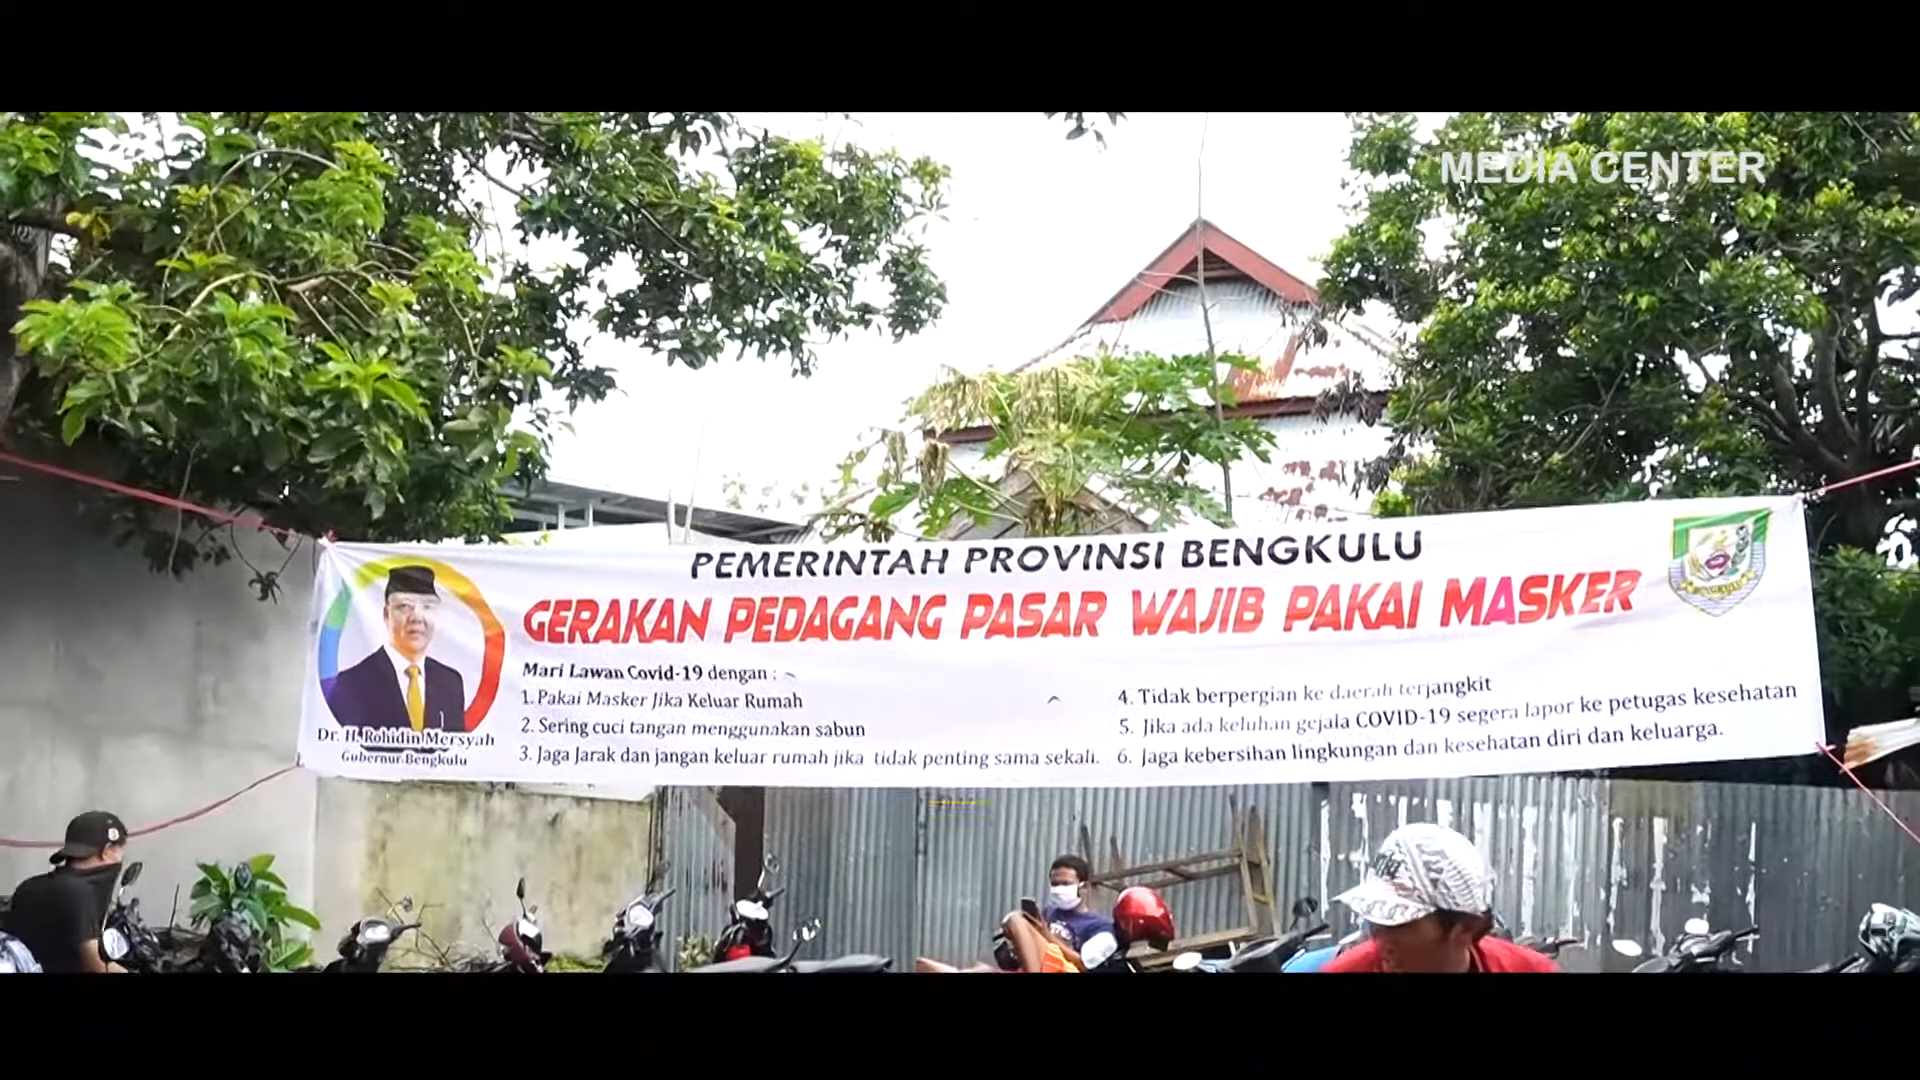 MEDIA CENTER
PEMERINTAH PROVINSI BENGKULU
GERAKAN PEDAGANG PASAR WAJIB PAKAI MASKER
Mari Lawan Covid-19 dengan :
1. Pakai Masker Jika Keluar Rumah
2. Sering cuci tangan menggunakan sabun
3. Jaga Jarak dan jangan keluar rumah jika tidak penting sama sekali.
4. Tidak berpergian ke daerah terjangkit
5. Jika ada keluhan gejala COVID-19 segera lapor ke petugas kesehatan
6. Jaga kebersihan lingkungan dan kesehatan diri dan keluarga.
Dr. H. Rohidin Mersyah
Gubernur Bengkulu
BENGKULU